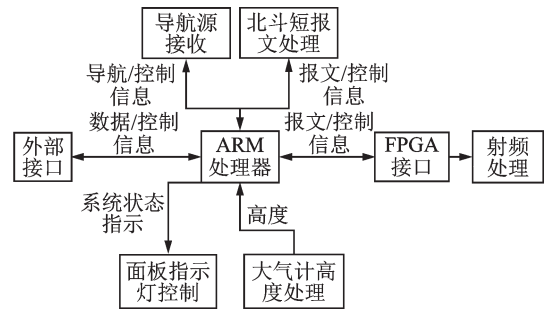 导航源
接收
北斗短报
文处理
导航/控制
信息
报文/控制
信息
数据/控制
信息
报文/控制
信息
外部
接口
ARM
处理器
FPGA
接口
射频
处理
系统状态
指示
高度
面板指示
灯控制
大气计高
度处理